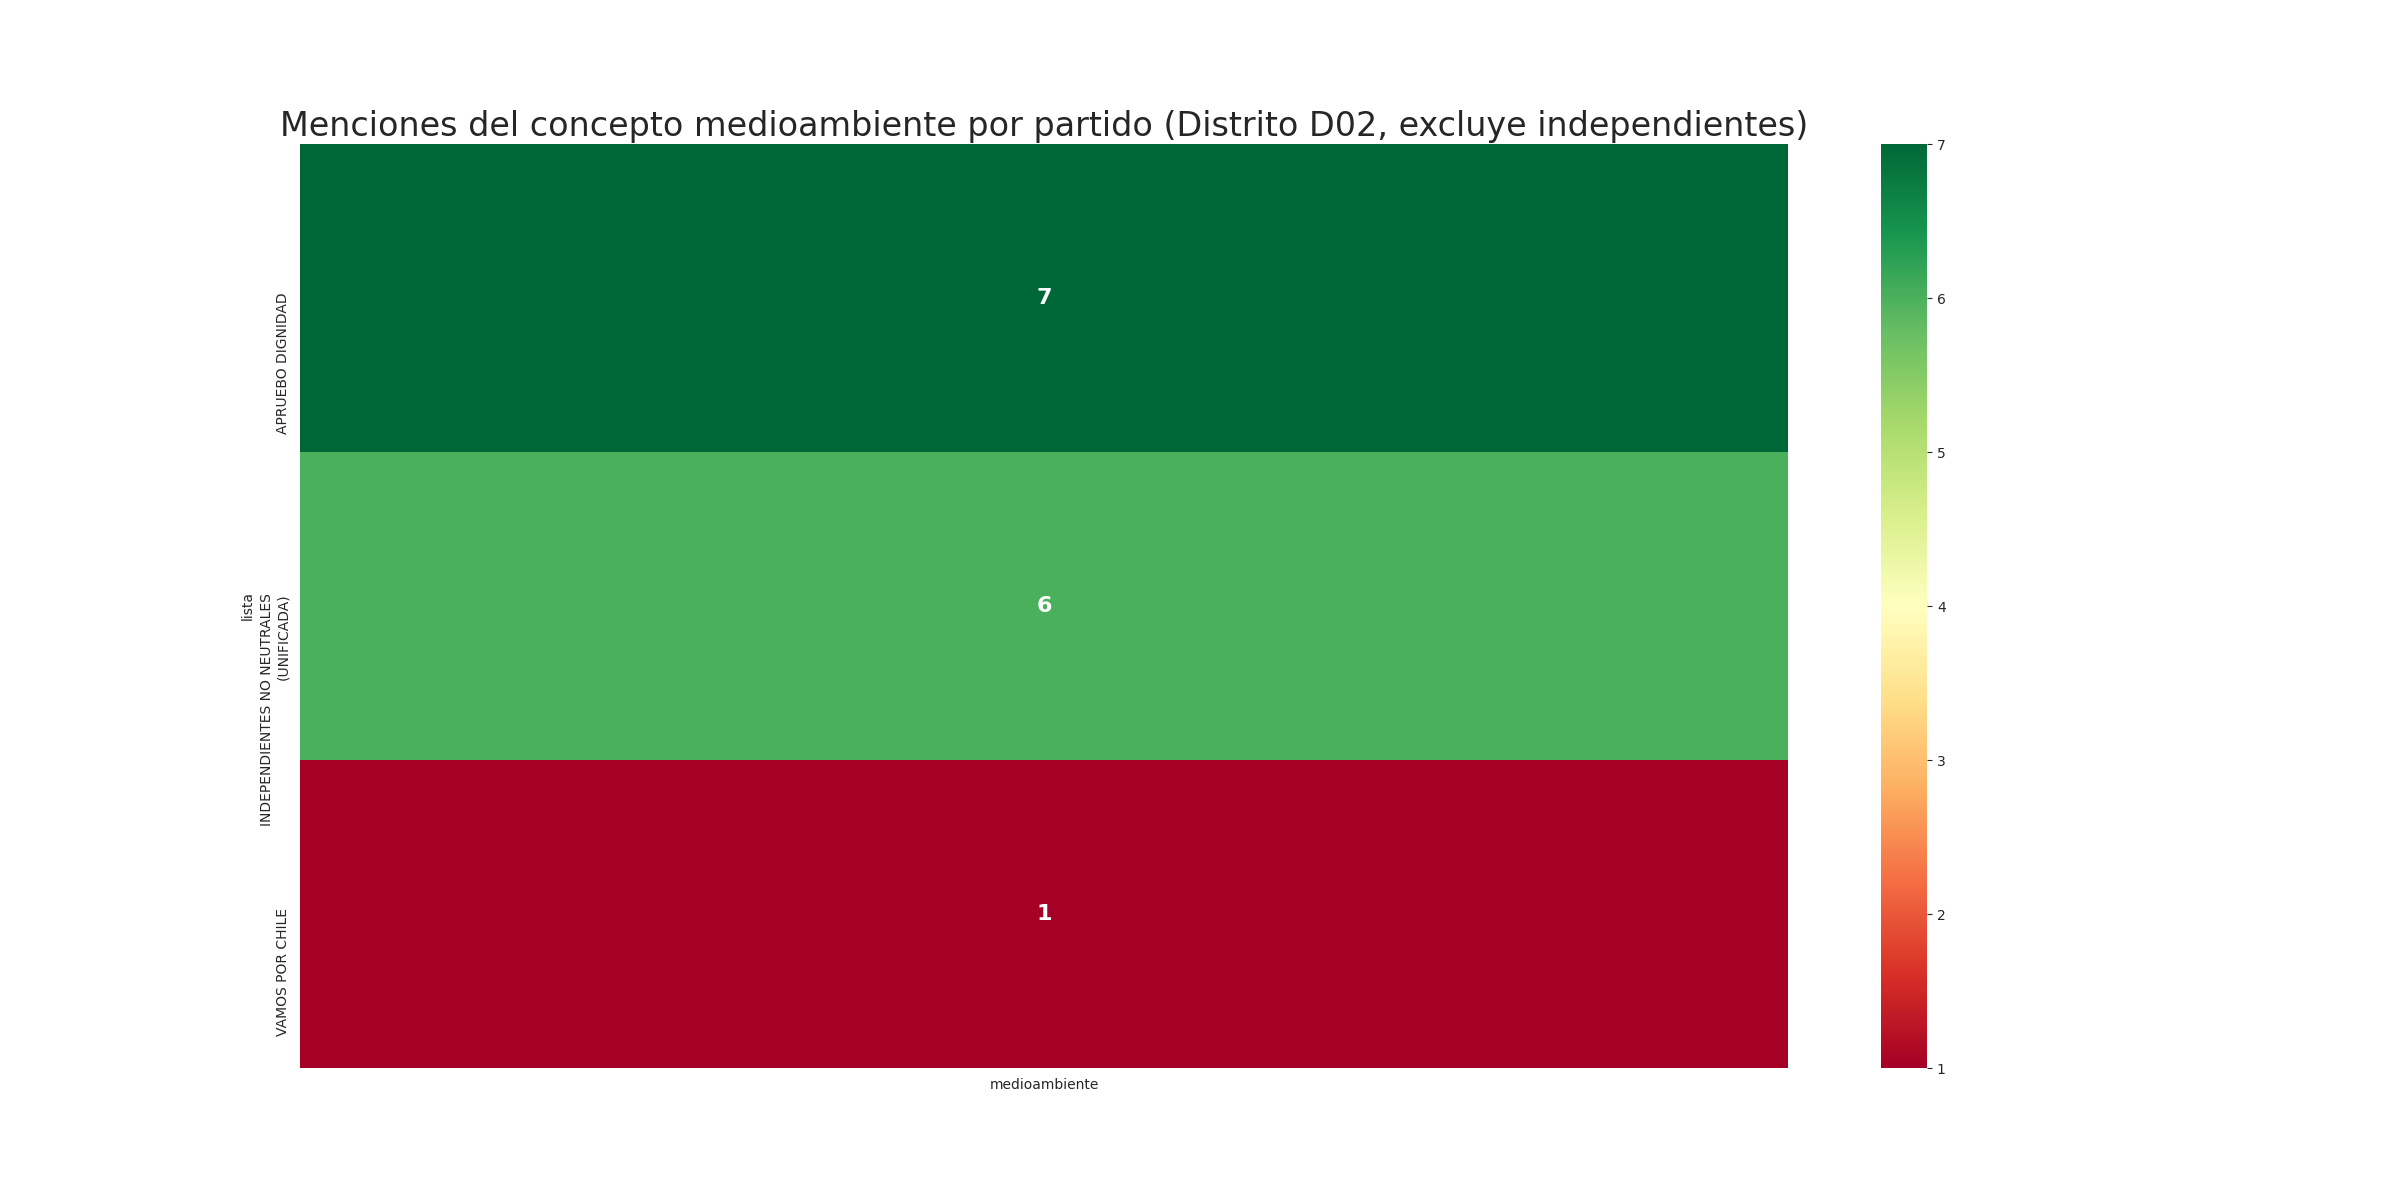 Menciones del concepto medioambiente por partido (Distrito D02, excluye independientes)
lista
APRUEBO DIGNIDAD
INDEPENDIENTES NO NEUTRALES
(UNIFICADA)
VAMOS POR CHILE
7
6
1
medioambiente
7
6
5
4
3
2
1